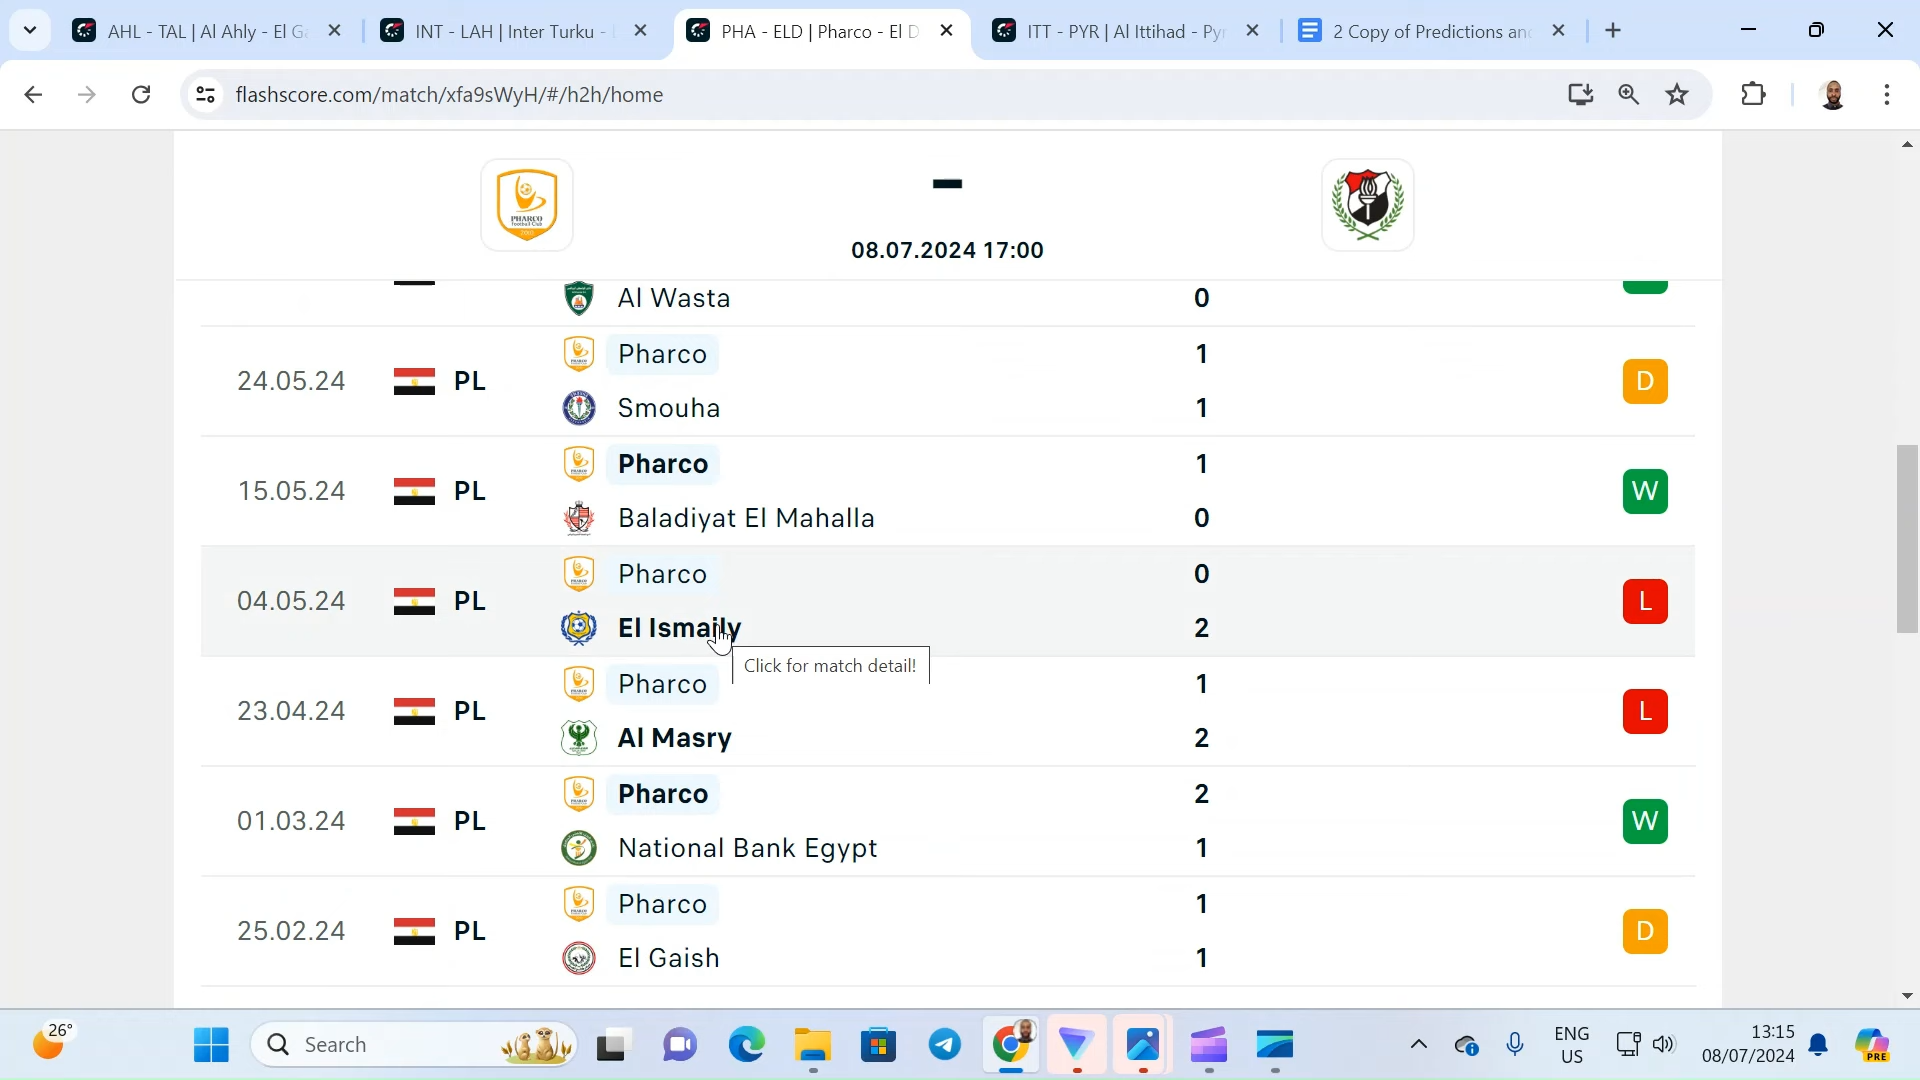 AHL - TAL | Al Ahly - El G
INT - LAH | Inter Turku -
PHA - ELD | Pharco - El D
ITT - PYR | Al Ittihad - Pyr
2 Copy of Predictions an
flashscore.com/match/xfa9sWyH/#/h2h/home
PHARCO
Football Club
08.07.2024 17:00
Al Wasta 0
24.05.24 PL Pharco 1 D
Smouha 1
15.05.24 PL Pharco 1 W
Baladiyat El Mahalla 0
04.05.24 PL Pharco 0 L
El Ismaily 2
Click for match detail!
23.04.24 PL Pharco 1 L
Al Masry 2
01.03.24 PL Pharco 2 W
National Bank Egypt 1
25.02.24 PL Pharco 1 D
El Gaish 1
26°
Search
ENG
US
13:15
08/07/2024
PRE